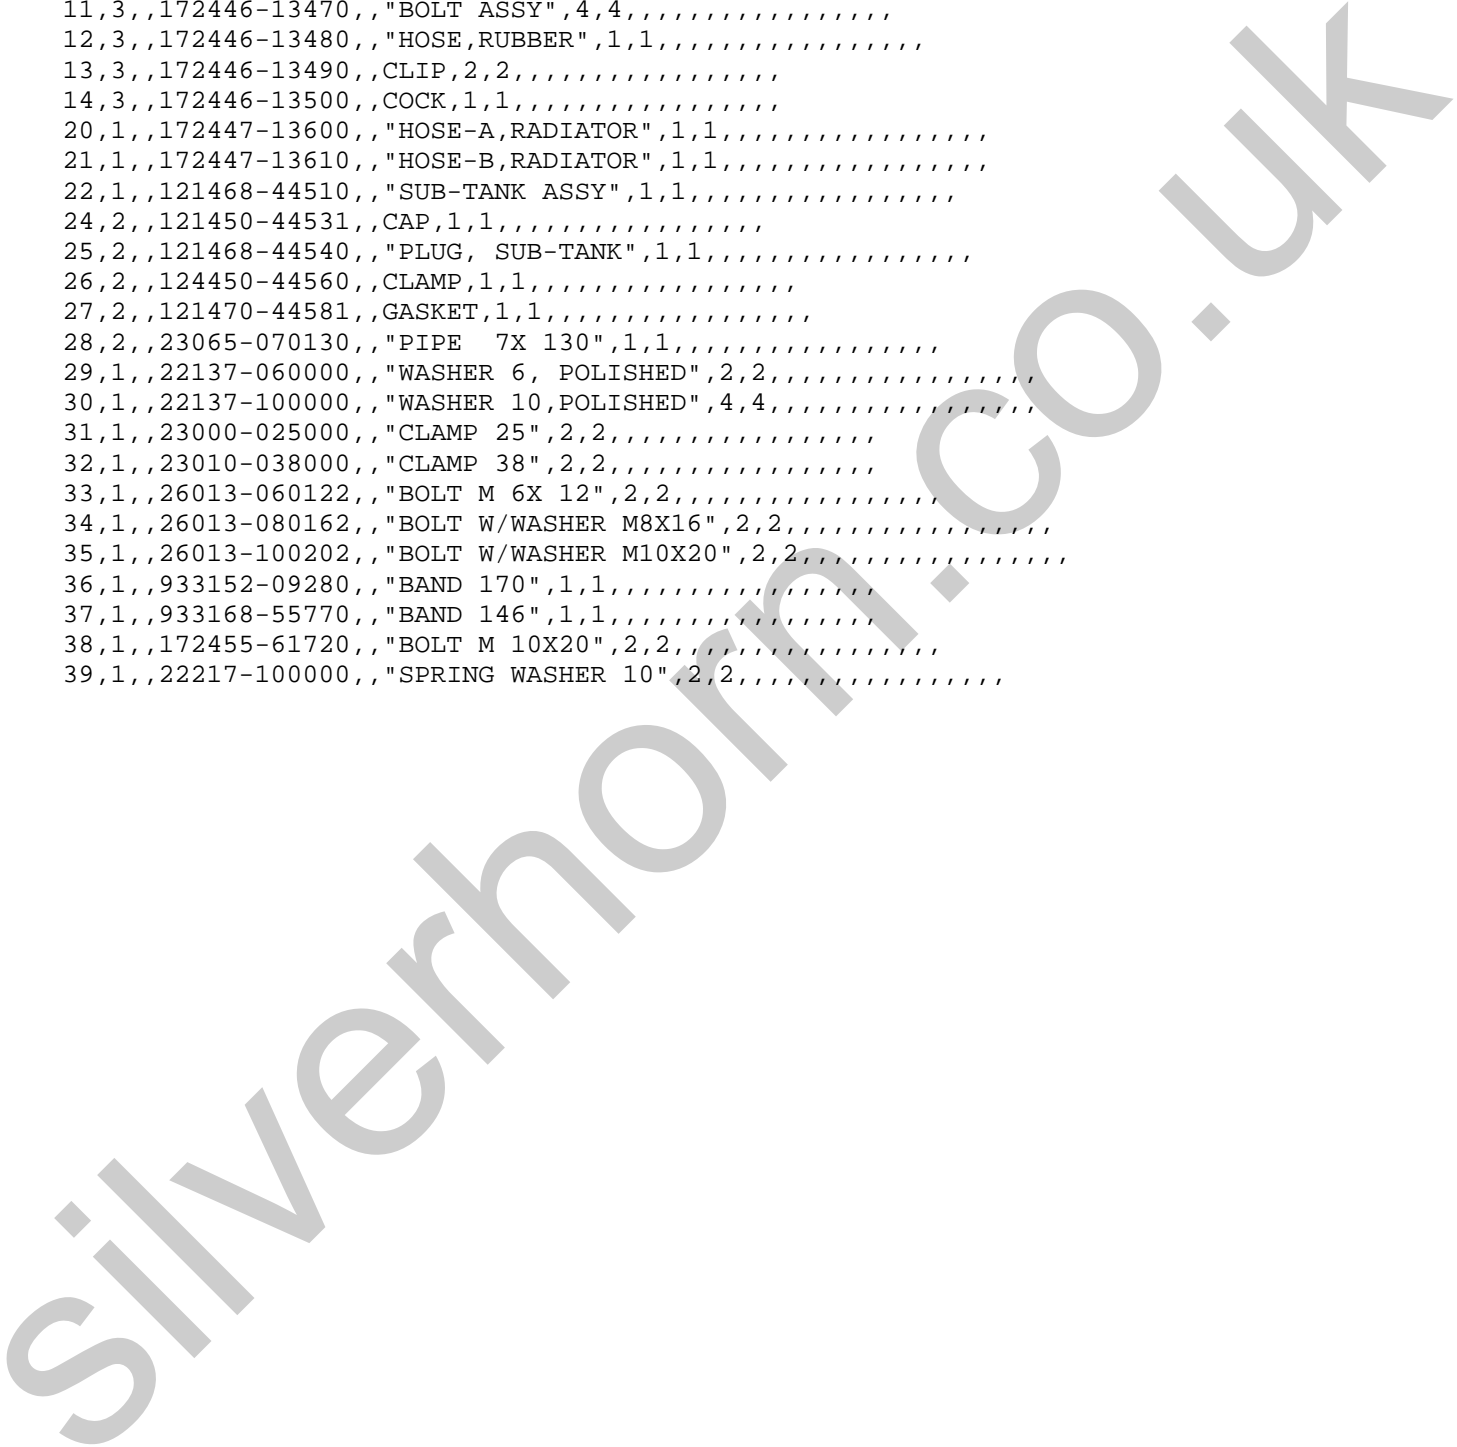 11,3,,172446-13470,,"BOLT ASSY",4,4,,,,,,,,,,,,,,,,,
12,3,,172446-13480,,"HOSE,RUBBER",1,1,,,,,,,,,,,,,,,,,
13,3,,172446-13490,,CLIP,2,2,,,,,,,,,,,,,,,,,
14,3,,172446-13500,,COCK,1,1,,,,,,,,,,,,,,,,,
20,1,,172447-13600,,"HOSE-A,RADIATOR",1,1,,,,,,,,,,,,,,,,,
21,1,,172447-13610,,"HOSE-B,RADIATOR",1,1,,,,,,,,,,,,,,,,,
22,1,,121468-44510,,"SUB-TANK ASSY",1,1,,,,,,,,,,,,,,,,,
24,2,,121450-44531,,CAP,1,1,,,,,,,,,,,,,,,,,
25,2,,121468-44540,,"PLUG, SUB-TANK",1,1,,,,,,,,,,,,,,,,,
26,2,,124450-44560,,CLAMP,1,1,,,,,,,,,,,,,,,,,
27,2,,121470-44581,,GASKET,1,1,,,,,,,,,,,,,,,,,
28,2,,23065-070130,,"PIPE  7X 130",1,1,,,,,,,,,,,,,,,,,
29,1,,22137-060000,,"WASHER 6, POLISHED",2,2,,,,,,,,,,,,,,,,,
30,1,,22137-100000,,"WASHER 10,POLISHED",4,4,,,,,,,,,,,,,,,,,
31,1,,23000-025000,,"CLAMP 25",2,2,,,,,,,,,,,,,,,,,
32,1,,23010-038000,,"CLAMP 38",2,2,,,,,,,,,,,,,,,,,
33,1,,26013-060122,,"BOLT M 6X 12",2,2,,,,,,,,,,,,,,,,,
34,1,,26013-080162,,"BOLT W/WASHER M8X16",2,2,,,,,,,,,,,,,,,,,
35,1,,26013-100202,,"BOLT W/WASHER M10X20",2,2,,,,,,,,,,,,,,,,,
36,1,,933152-09280,,"BAND 170",1,1,,,,,,,,,,,,,,,,,
37,1,,933168-55770,,"BAND 146",1,1,,,,,,,,,,,,,,,,,
38,1,,172455-61720,,"BOLT M 10X20",2,2,,,,,,,,,,,,,,,,,
39,1,,22217-100000,,"SPRING WASHER 10",2,2,,,,,,,,,,,,,,,,,
silverhorn.co.uk